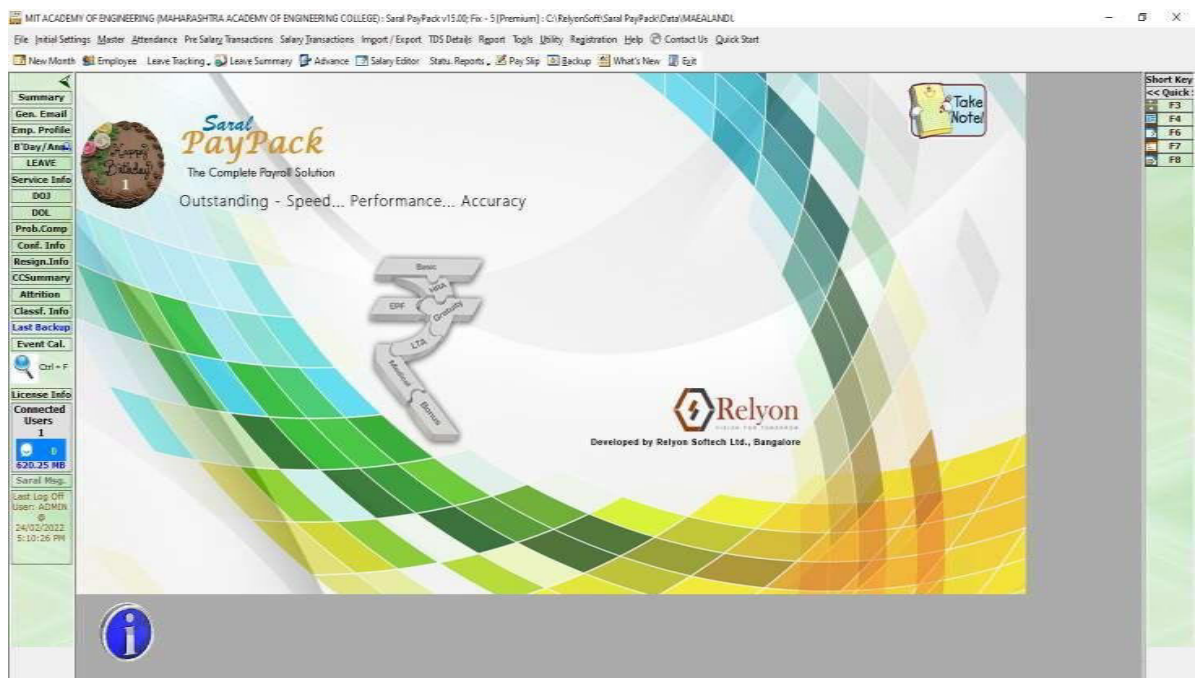 MIT ACADEMY OF ENGINEERING (MAHARASHTRA ACADEMY OF ENGINEERING COLLEGE) : Saral PayPack v15.00; Fix - 5 [Premium] : C:\RelyonSoft\Saral PayPack\Data\MAEALANDI.
File Initial Settings Master Attendance Pre Salary Transactions Salary Transactions Import / Export TDS Details Report Tools Utility Registration Help Contact Us Quick Start
New Month Employee Leave Tracking Leave Summary Advance Salary Editor Statu. Reports Pay Slip Backup What's New Exit
Summary
Gen. Email
Emp. Profile
B'Day/Ann.
LEAVE
Service Info
DOJ
DOL
Prob.Comp
Conf. Info
Resign.Info
CCSummary
Attrition
Classf. Info
Last Backup
Event Cal.
Ctrl + F
License Info
Connected
Users
1
0
620.25 MB
Saral Msg.
Last Log Off
User: ADMIN
@
24/02/2022
5:10:26 PM
Happy
Birthday
1
Saral
PayPack
The Complete Payroll Solution
Outstanding - Speed... Performance... Accuracy
Basic
HRA
EPF
Gratuity
LTA
Medical
Bonus
Take
Note!
Relyon
VISION FOR TOMORROW
Developed by Relyon Softech Ltd., Bangalore
i
Short Key
<< Quick :
F3
F4
F6
F7
F8